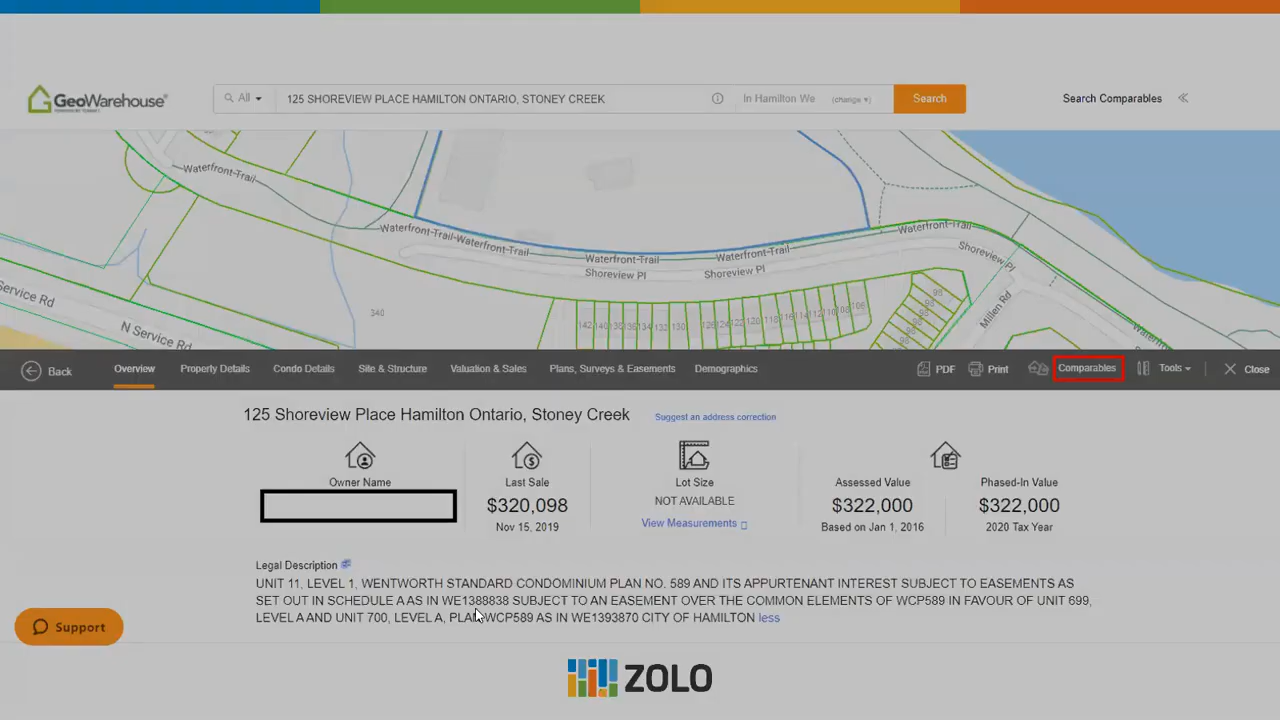 GeoWarehouse®
All
125 SHOREVIEW PLACE HAMILTON ONTARIO, STONEY CREEK
In Hamilton We
(change ▾)
Search
Search Comparables
Waterfront-Trail
Waterfront-Trail-Waterfront-Trail
Waterfront-Trail
Waterfront-Trail
Waterfront-Trail
Shoreview Pl
Shoreview Pl
Shoreview Pl
Millen Rd
Service Rd
N Service Rd
340
142
98
Back
Overview
Property Details
Condo Details
Site & Structure
Valuation & Sales
Plans, Surveys & Easements
Demographics
PDF
Print
Comparables
Tools
Close
125 Shoreview Place Hamilton Ontario, Stoney Creek
Suggest an address correction
Owner Name
Last Sale
$320,098
Nov 15, 2019
Lot Size
NOT AVAILABLE
View Measurements
Assessed Value
$322,000
Based on Jan 1, 2016
Phased-In Value
$322,000
2020 Tax Year
Legal Description
UNIT 11, LEVEL 1, WENTWORTH STANDARD CONDOMINIUM PLAN NO. 589 AND ITS APPURTENANT INTEREST SUBJECT TO EASEMENTS AS
SET OUT IN SCHEDULE A AS IN WE1388838 SUBJECT TO AN EASEMENT OVER THE COMMON ELEMENTS OF WCP589 IN FAVOUR OF UNIT 699,
LEVEL A AND UNIT 700, LEVEL A, PLAN WCP589 AS IN WE1393870 CITY OF HAMILTON less
Support
ZOLO